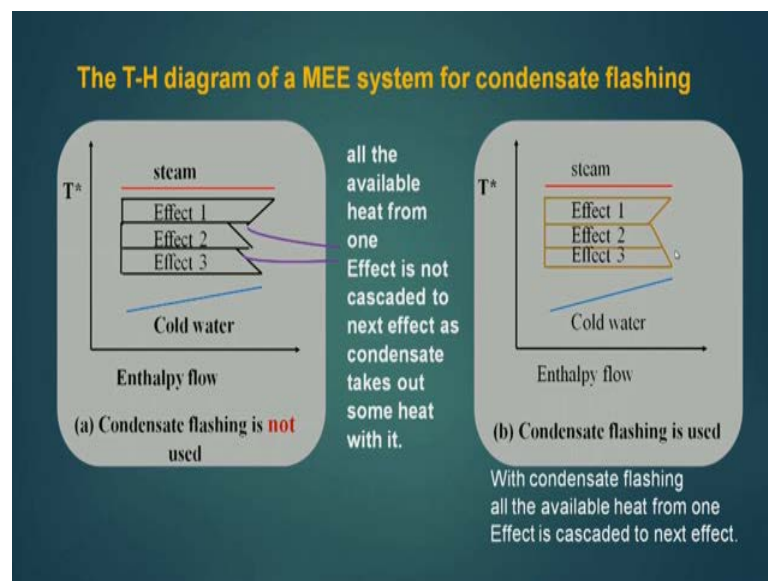 The T-H diagram of a MEE system for condensate flashing
T*
steam
Effect 1
Effect 2
Effect 3
Cold water
Enthalpy flow
(a) Condensate flashing is not
used
all the
available
heat from
one
Effect is not
cascaded to
next effect as
condensate
takes out
some heat
with it.
T*
steam
Effect 1
Effect 2
Effect 3
Cold water
Enthalpy flow
(b) Condensate flashing is used
With condensate flashing
all the available heat from one
Effect is cascaded to next effect.